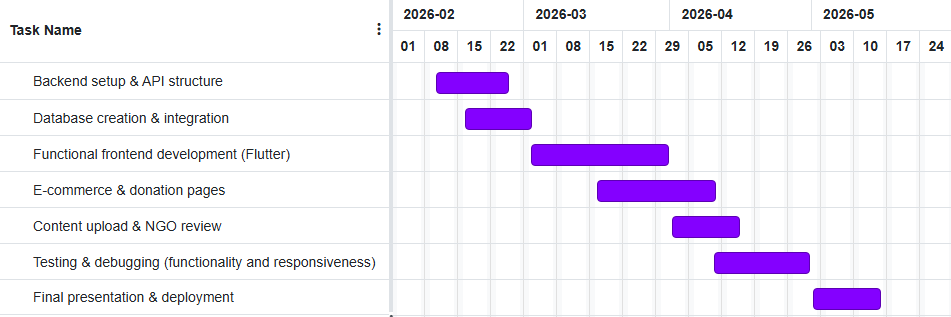 2026-02 2026-03 2026-04 2026-05
Task Name
01 08 15 22 01 08 15 22 29 05 12 19 26 03 10 17 24
Backend setup & API structure
Database creation & integration
Functional frontend development (Flutter)
E-commerce & donation pages
Content upload & NGO review
Testing & debugging (functionality and responsiveness)
Final presentation & deployment